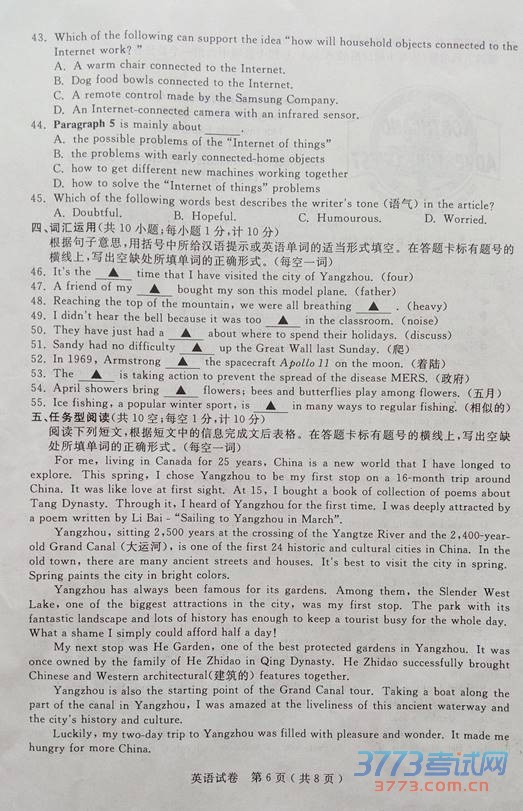 43. Which of the following can support the idea "how will household objects connected to the
Internet work? "
A. A warm chair connected to the Internet.
B. Dog food bowls connected to the Internet.
C. A remote control made by the Samsung Company.
D. An Internet-connected camera with an infrared sensor.
44. Paragraph 5 is mainly about ______.
A. the possible problems of the "Internet of things"
B. the problems with early connected-home objects
C. how to get different new machines working together
D. how to solve the "Internet of things" problems
45. Which of the following words best describes the writer's tone (语气) in the article?
A. Doubtful. B. Hopeful. C. Humourous. D. Worried.
四、词汇运用(共 10 小题;每小题 1 分,计 10 分)
根据句子意思,用括号中所给汉语提示或英语单词的适当形式填空。在答题卡标有题号的
横线上,写出空缺处所填单词的正确形式。(每空一词)
46. It's the ▲ time that I have visited the city of Yangzhou. (four)
47. A friend of my ▲ bought my son this model plane. (father)
48. Reaching the top of the mountain, we were all breathing ▲ . (heavy)
49. I didn't hear the bell because it was too ▲ in the classroom. (noise)
50. They have just had a ▲ about where to spend their holidays. (discuss)
51. Sandy had no difficulty ▲ up the Great Wall last Sunday. (爬)
52. In 1969, Armstrong ▲ the spacecraft Apollo 11 on the moon. (着陆)
53. The ▲ is taking action to prevent the spread of the disease MERS. (政府)
54. April showers bring ▲ flowers; bees and butterflies play among flowers. (五月)
55. Ice fishing, a popular winter sport, is ▲ in many ways to regular fishing. (相似的)
五、任务型阅读(共 10 空;每空 1 分,计 10 分)
阅读下列短文,根据短文中的信息完成文后表格。在答题卡标有题号的横线上,写出空缺
处所填单词的正确形式。(每空一词)
For me, living in Canada for 25 years, China is a new world that I have longed to
explore. This spring, I chose Yangzhou to be my first stop on a 16-month trip around
China. It was like love at first sight. At 15, I bought a book of collection of poems about
Tang Dynasty. Through it, I heard of Yangzhou for the first time. I was deeply attracted by
a poem written by Li Bai - "Sailing to Yangzhou in March".
Yangzhou, sitting 2,500 years at the crossing of the Yangtze River and the 2,400-year-
old Grand Canal (大运河), is one of the first 24 historic and cultural cities in China. In the
old town, there are many ancient streets and houses. It's best to visit the city in spring.
Spring paints the city in bright colors.
Yangzhou has always been famous for its gardens. Among them, the Slender West
Lake, one of the biggest attractions in the city, was my first stop. The park with its
fantastic landscape and lots of history has enough to keep a tourist busy for the whole day.
What a shame I simply could afford half a day!
My next stop was He Garden, one of the best protected gardens in Yangzhou. It was
once owned by the family of He Zhidao in Qing Dynasty. He Zhidao successfully brought
Chinese and Western architectural(建筑的) features together.
Yangzhou is also the starting point of the Grand Canal tour. Taking a boat along the
part of the canal in Yangzhou, I was amazed at the liveliness of this ancient waterway and
the city's history and culture.
Luckily, my two-day trip to Yangzhou was filled with pleasure and wonder. It made me
hungry for more China.
英语试卷 第 6 页 (共 8 页)
3773考试网
www.3773.com.cn